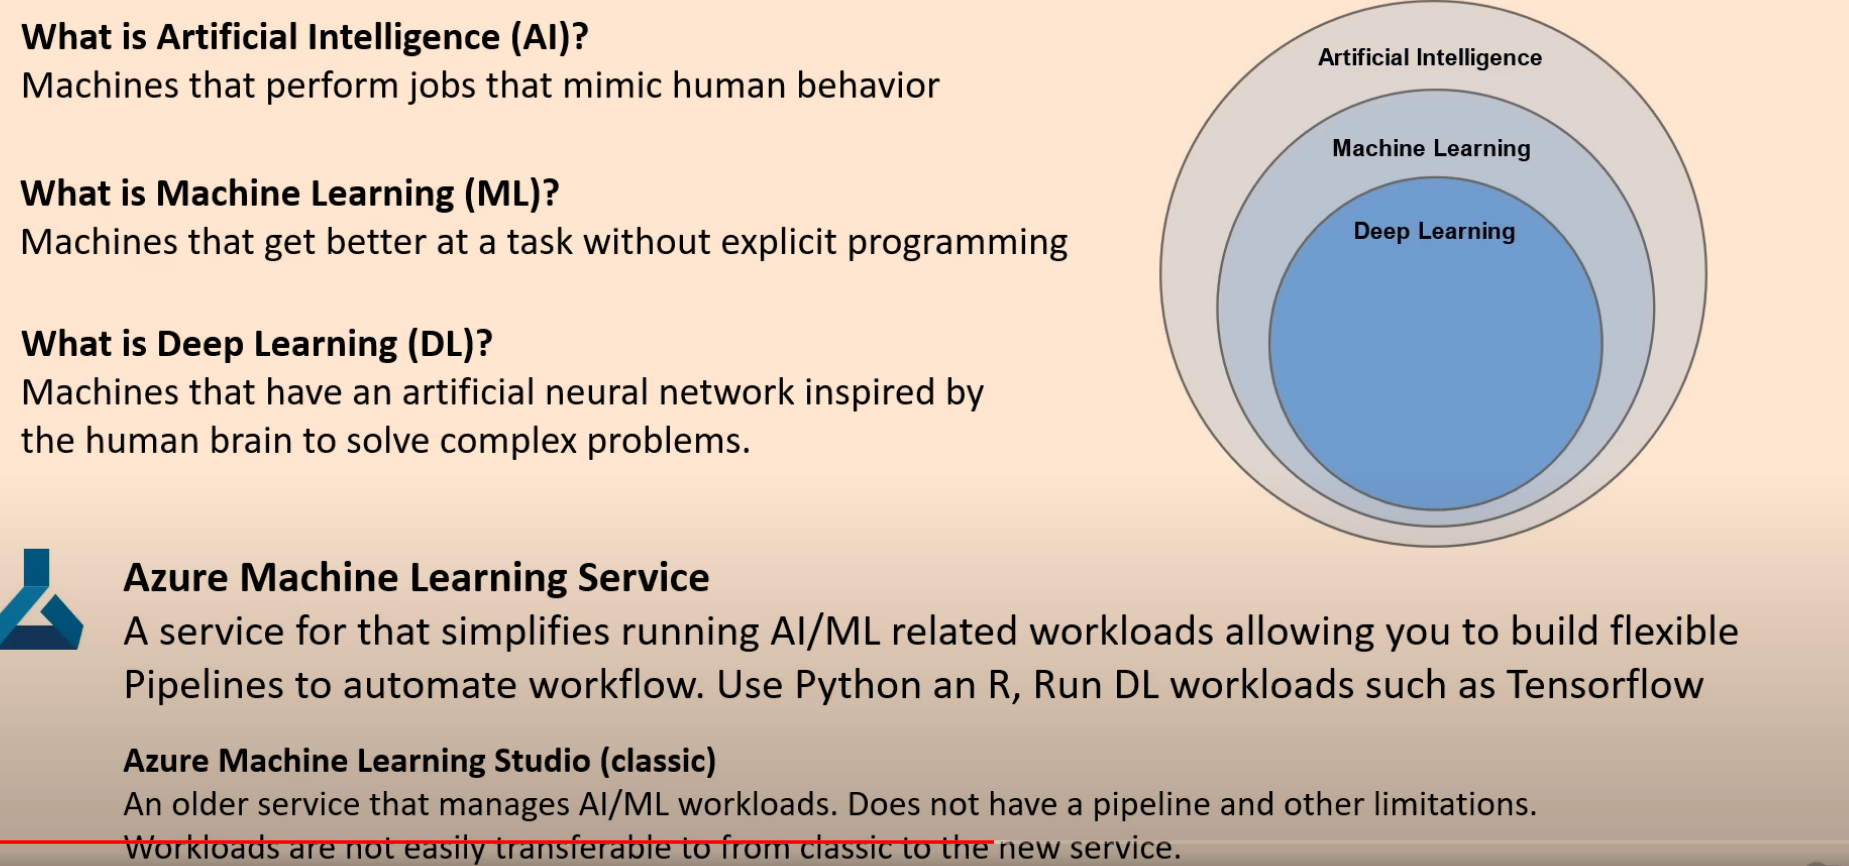 What is Artificial Intelligence (AI)?
Machines that perform jobs that mimic human behavior
What is Machine Learning (ML)?
Machines that get better at a task without explicit programming
What is Deep Learning (DL)?
Machines that have an artificial neural network inspired by
the human brain to solve complex problems.
Artificial Intelligence
Machine Learning
Deep Learning
Azure Machine Learning Service
A service for that simplifies running AI/ML related workloads allowing you to build flexible
Pipelines to automate workflow. Use Python an R, Run DL workloads such as Tensorflow
Azure Machine Learning Studio (classic)
An older service that manages AI/ML workloads. Does not have a pipeline and other limitations.
Workloads are not easily transferable to from classic to the new service.